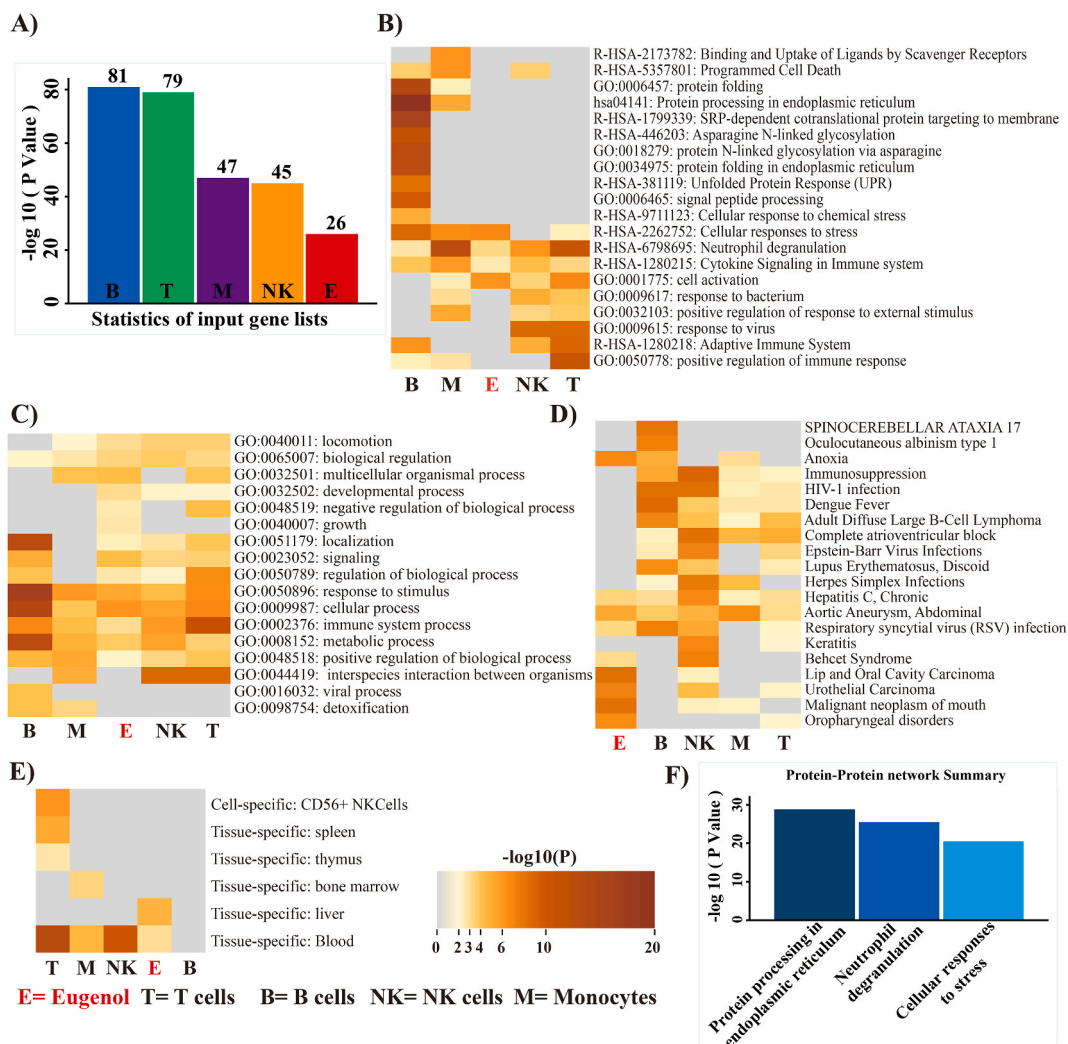 A)
81
79
47
45
26
80
60
40
20
0
-log 10 ( P Value )
B
T
M
NK
E
Statistics of input gene lists
B)
R-HSA-2173782: Binding and Uptake of Ligands by Scavenger Receptors
R-HSA-5357801: Programmed Cell Death
GO:0006457: protein folding
hsa04141: Protein processing in endoplasmic reticulum
R-HSA-1799339: SRP-dependent cotranslational protein targeting to membrane
R-HSA-446203: Asparagine N-linked glycosylation
GO:0018279: protein N-linked glycosylation via asparagine
GO:0034975: protein folding in endoplasmic reticulum
R-HSA-381119: Unfolded Protein Response (UPR)
GO:0006465: signal peptide processing
R-HSA-9711123: Cellular response to chemical stress
R-HSA-2262752: Cellular responses to stress
R-HSA-6798695: Neutrophil degranulation
R-HSA-1280215: Cytokine Signaling in Immune system
GO:0001775: cell activation
GO:0009617: response to bacterium
GO:0032103: positive regulation of response to external stimulus
GO:0009615: response to virus
R-HSA-1280218: Adaptive Immune System
GO:0050778: positive regulation of immune response
B M E NK T
C)
GO:0040011: locomotion
GO:0065007: biological regulation
GO:0032501: multicellular organismal process
GO:0032502: developmental process
GO:0048519: negative regulation of biological process
GO:0040007: growth
GO:0051179: localization
GO:0023052: signaling
GO:0050789: regulation of biological process
GO:0050896: response to stimulus
GO:0009987: cellular process
GO:0002376: immune system process
GO:0008152: metabolic process
GO:0048518: positive regulation of biological process
GO:0044419: interspecies interaction between organisms
GO:0016032: viral process
GO:0098754: detoxification
B M E NK T
D)
SPINOCEREBELLAR ATAXIA 17
Oculocutaneous albinism type 1
Anoxia
Immunosuppression
HIV-1 infection
Dengue Fever
Adult Diffuse Large B-Cell Lymphoma
Complete atrioventricular block
Epstein-Barr Virus Infections
Lupus Erythematosus, Discoid
Herpes Simplex Infections
Hepatitis C, Chronic
Aortic Aneurysm, Abdominal
Respiratory syncytial virus (RSV) infection
Keratitis
Behcet Syndrome
Lip and Oral Cavity Carcinoma
Urothelial Carcinoma
Malignant neoplasm of mouth
Oropharyngeal disorders
E B NK M T
E)
Cell-specific: CD56+ NKCells
Tissue-specific: spleen
Tissue-specific: thymus
Tissue-specific: bone marrow
Tissue-specific: liver
Tissue-specific: Blood
T M NK E B
-log10(P)
0 2 3 4 6 10 20
E= Eugenol T= T cells B= B cells NK= NK cells M= Monocytes
F)
Protein-Protein network Summary
30
20
10
0
-log 10 ( P Value )
Protein processing in
endoplasmic reticulum
Neutrophil
degranulation
Cellular responses
to stress